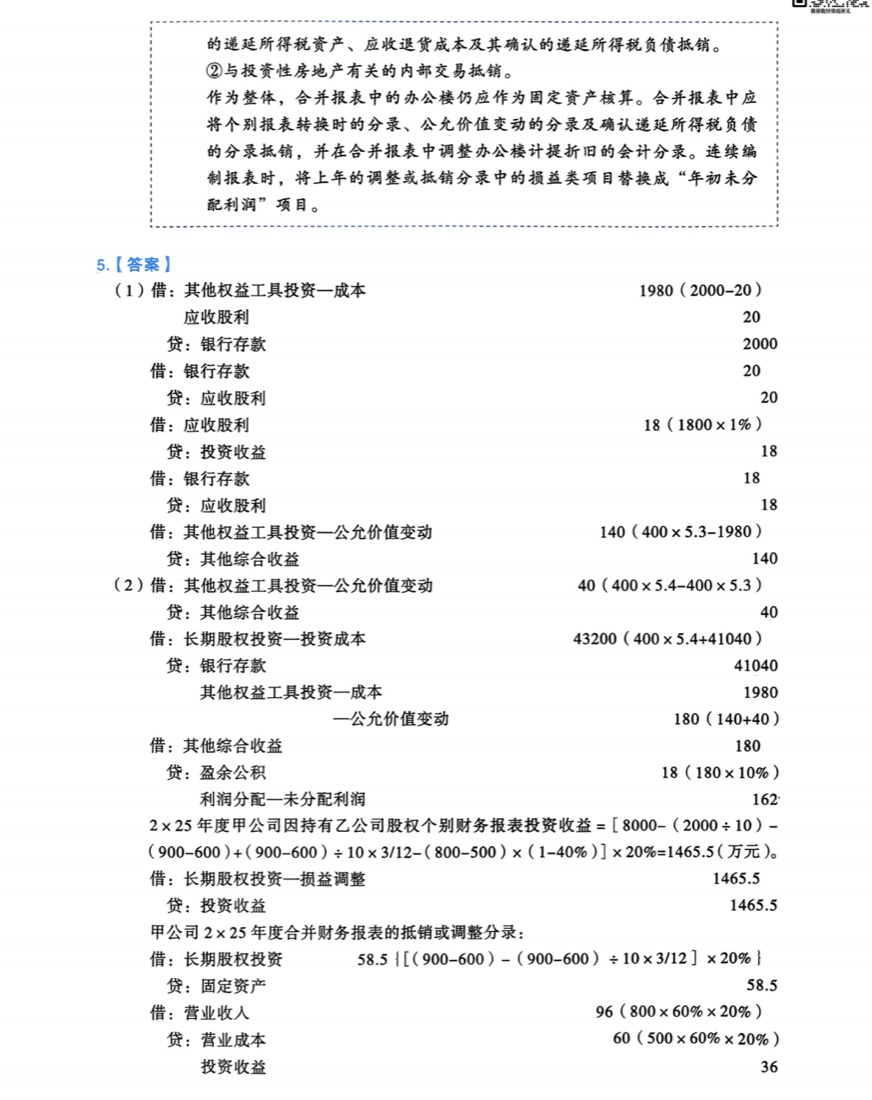 的递延所得税资产、应收退货成本及其确认的递延所得税负债抵销。
②与投资性房地产有关的内部交易抵销。
作为整体，合并报表中的办公楼仍应作为固定资产核算。合并报表中应
将个别报表转换时的分录、公允价值变动的分录及确认递延所得税负债
的分录抵销，并在合并报表中调整办公楼计提折旧的会计分录。连续编
制报表时，将上年的调整或抵销分录中的损益类项目替换成“年初未分
配利润”项目。
5.【答案】
（1）借：其他权益工具投资—成本 1980（2000-20）
应收股利 20
贷：银行存款 2000
借：银行存款 20
贷：应收股利 20
借：应收股利 18（1800×1%）
贷：投资收益 18
借：银行存款 18
贷：应收股利 18
借：其他权益工具投资—公允价值变动 140（400×5.3-1980）
贷：其他综合收益 140
（2）借：其他权益工具投资—公允价值变动 40（400×5.4-400×5.3）
贷：其他综合收益 40
借：长期股权投资—投资成本 43200（400×5.4+41040）
贷：银行存款 41040
其他权益工具投资—成本 1980
—公允价值变动 180（140+40）
借：其他综合收益 180
贷：盈余公积 18（180×10%）
利润分配—未分配利润 162
2×25年度甲公司因持有乙公司股权个别财务报表投资收益=［8000-（2000÷10）-
（900-600）+（900-600）÷10×3/12-（800-500）×（1-40%）］×20%=1465.5（万元）。
借：长期股权投资—损益调整 1465.5
贷：投资收益 1465.5
甲公司2×25年度合并财务报表的抵销或调整分录：
借：长期股权投资 58.5｛［（900-600）-（900-600）÷10×3/12］×20%｝
贷：固定资产 58.5
借：营业收入 96（800×60%×20%）
贷：营业成本 60（500×60%×20%）
投资收益 36